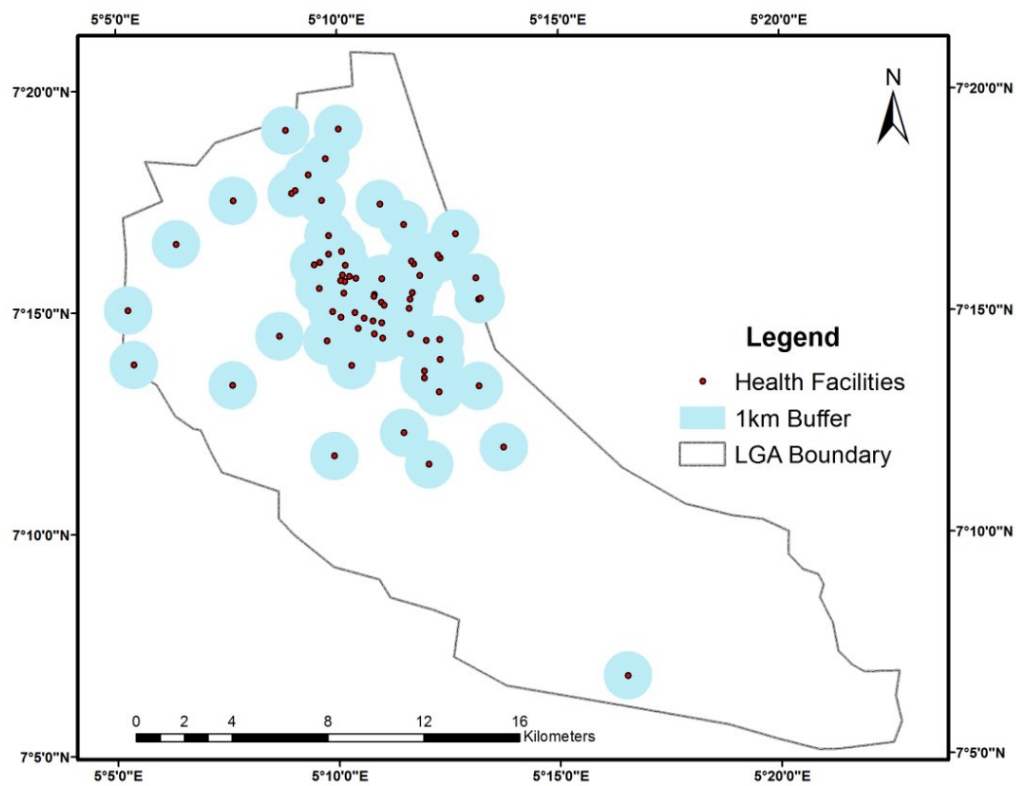 5°5'0"E 5°10'0"E 5°15'0"E 5°20'0"E
N
7°20'0"N 7°20'0"N
7°15'0"N 7°15'0"N
Legend
Health Facilities
1km Buffer
LGA Boundary
7°10'0"N 7°10'0"N
0 2 4 8 12 16
Kilometers
7°5'0"N 7°5'0"N
5°5'0"E 5°10'0"E 5°15'0"E 5°20'0"E